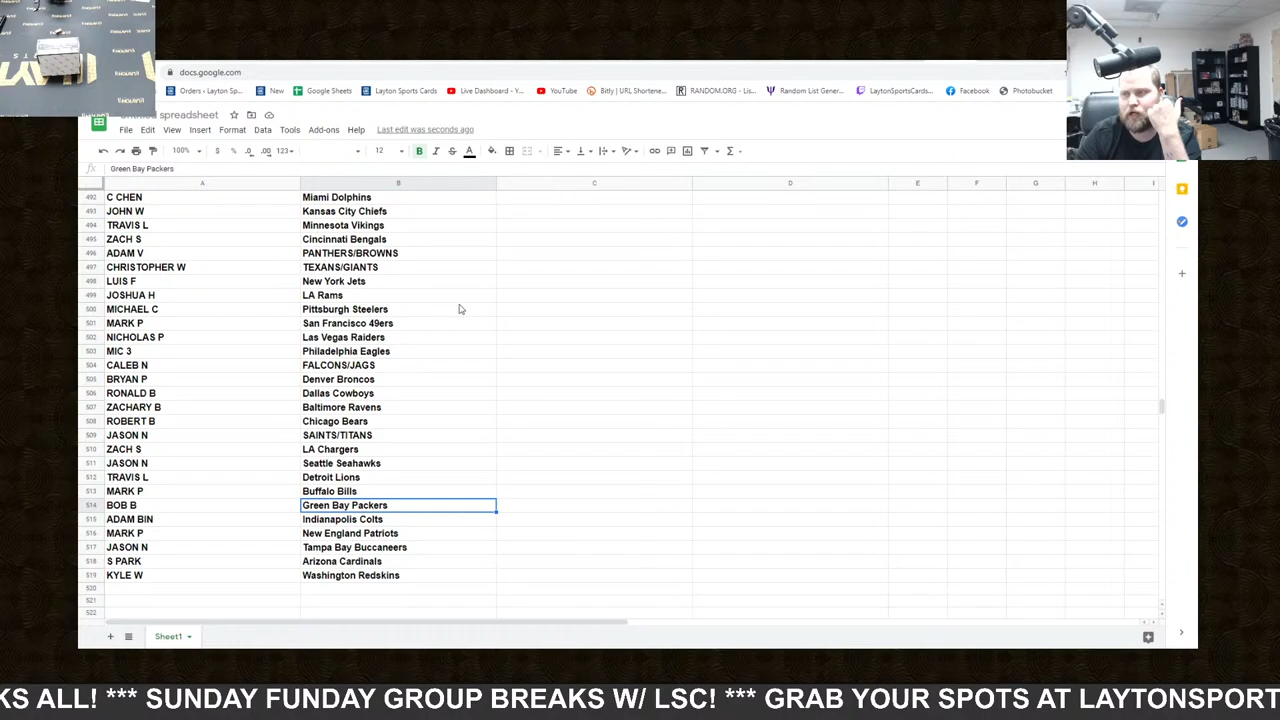 docs.google.com
Orders › Layton Sp... New Google Sheets Layton Sports Cards Live Dashboard - Y... YouTube Bitly | URL Shortene... RANDOM.ORG - Lis... Random List Gener... LaytonSportsCards... Facebook Photobucket
spreadsheet
File Edit View Insert Format Data Tools Add-ons Help Last edit was seconds ago
100% $ % .0 .00 123 12 B I S A
fx Green Bay Packers
A B C D E F G H I
492 C CHEN Miami Dolphins
493 JOHN W Kansas City Chiefs
494 TRAVIS L Minnesota Vikings
495 ZACH S Cincinnati Bengals
496 ADAM V PANTHERS/BROWNS
497 CHRISTOPHER W TEXANS/GIANTS
498 LUIS F New York Jets
499 JOSHUA H LA Rams
500 MICHAEL C Pittsburgh Steelers
501 MARK P San Francisco 49ers
502 NICHOLAS P Las Vegas Raiders
503 MIC 3 Philadelphia Eagles
504 CALEB N FALCONS/JAGS
505 BRYAN P Denver Broncos
506 RONALD B Dallas Cowboys
507 ZACHARY B Baltimore Ravens
508 ROBERT B Chicago Bears
509 JASON N SAINTS/TITANS
510 ZACH S LA Chargers
511 JASON N Seattle Seahawks
512 TRAVIS L Detroit Lions
513 MARK P Buffalo Bills
514 BOB B Green Bay Packers
515 ADAM BIN Indianapolis Colts
516 MARK P New England Patriots
517 JASON N Tampa Bay Buccaneers
518 S PARK Arizona Cardinals
519 KYLE W Washington Redskins
520
521
522
Sheet1
KS ALL! *** SUNDAY FUNDAY GROUP BREAKS W/ LSC! *** GRAB YOUR SPOTS AT LAYTONSPORT